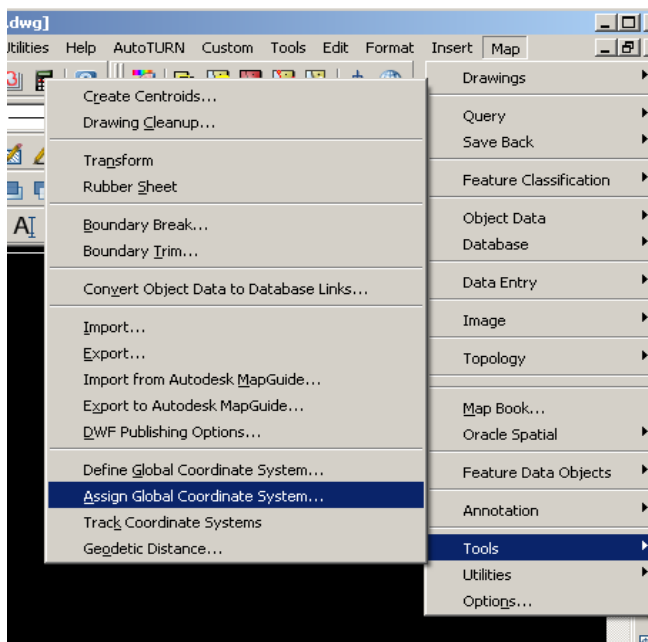 .dwg]
Utilities Help AutoTURN Custom Tools Edit Format Insert Map
Create Centroids...
Drawing Cleanup...
Transform
Rubber Sheet
Boundary Break...
Boundary Trim...
Convert Object Data to Database Links...
Import...
Export...
Import from Autodesk MapGuide...
Export to Autodesk MapGuide...
DWF Publishing Options...
Define Global Coordinate System...
Assign Global Coordinate System...
Track Coordinate Systems
Geodetic Distance...
Drawings
Query
Save Back
Feature Classification
Object Data
Database
Data Entry
Image
Topology
Map Book...
Oracle Spatial
Feature Data Objects
Annotation
Tools
Utilities
Options...